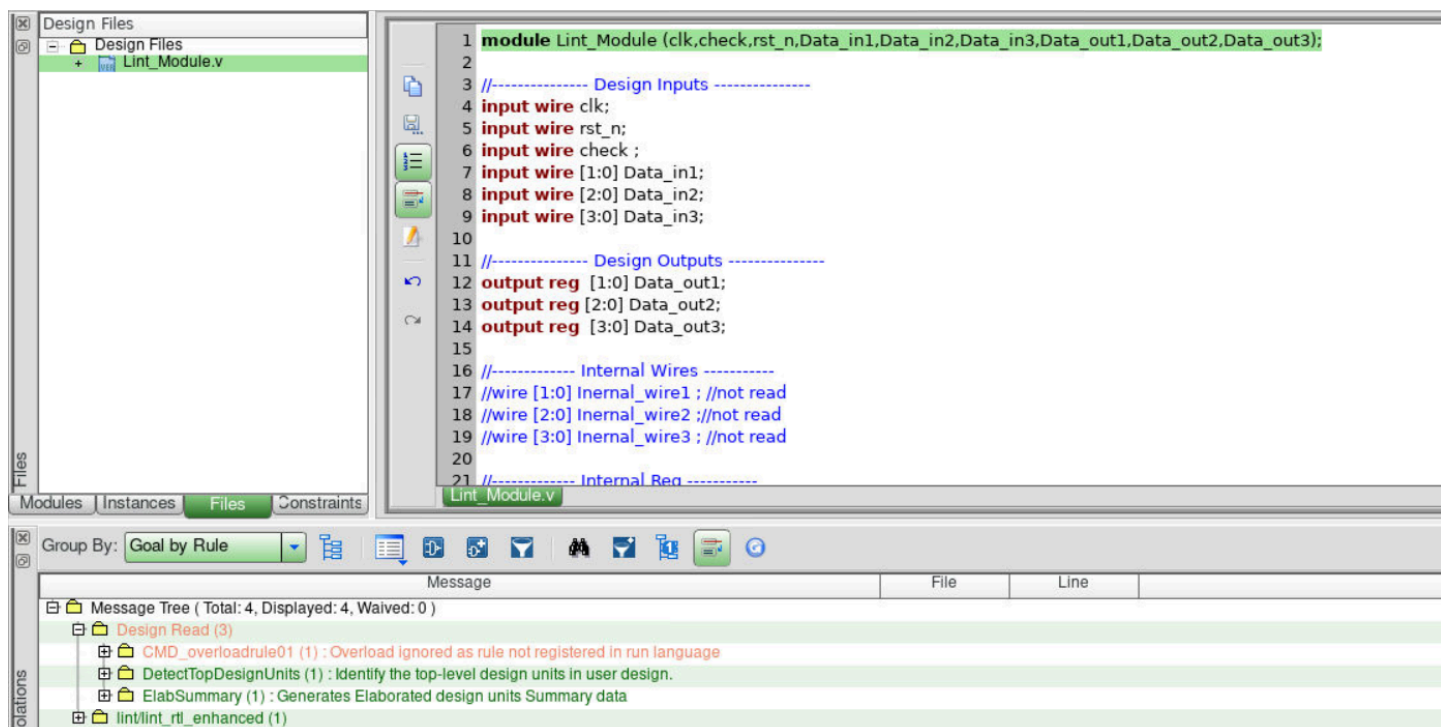 Design Files
Design Files
Lint_Module.v
Files
Modules Instances Files Constraints
1 module Lint_Module (clk,check,rst_n,Data_in1,Data_in2,Data_in3,Data_out1,Data_out2,Data_out3);
2
3 //--------------- Design Inputs ---------------
4 input wire clk;
5 input wire rst_n;
6 input wire check ;
7 input wire [1:0] Data_in1;
8 input wire [2:0] Data_in2;
9 input wire [3:0] Data_in3;
10
11 //--------------- Design Outputs ---------------
12 output reg  [1:0] Data_out1;
13 output reg [2:0] Data_out2;
14 output reg  [3:0] Data_out3;
15
16 //------------- Internal Wires -----------
17 //wire [1:0] Inernal_wire1 ; //not read
18 //wire [2:0] Inernal_wire2 ;//not read
19 //wire [3:0] Inernal_wire3 ; //not read
20
21 //------------- Internal Reg -----------
Lint_Module.v
Group By: Goal by Rule
Message File Line
Message Tree ( Total: 4, Displayed: 4, Waived: 0 )
Design Read (3)
CMD_overloadrule01 (1) : Overload ignored as rule not registered in run language
DetectTopDesignUnits (1) : Identify the top-level design units in user design.
ElabSummary (1) : Generates Elaborated design units Summary data
lint/lint_rtl_enhanced (1)
olations